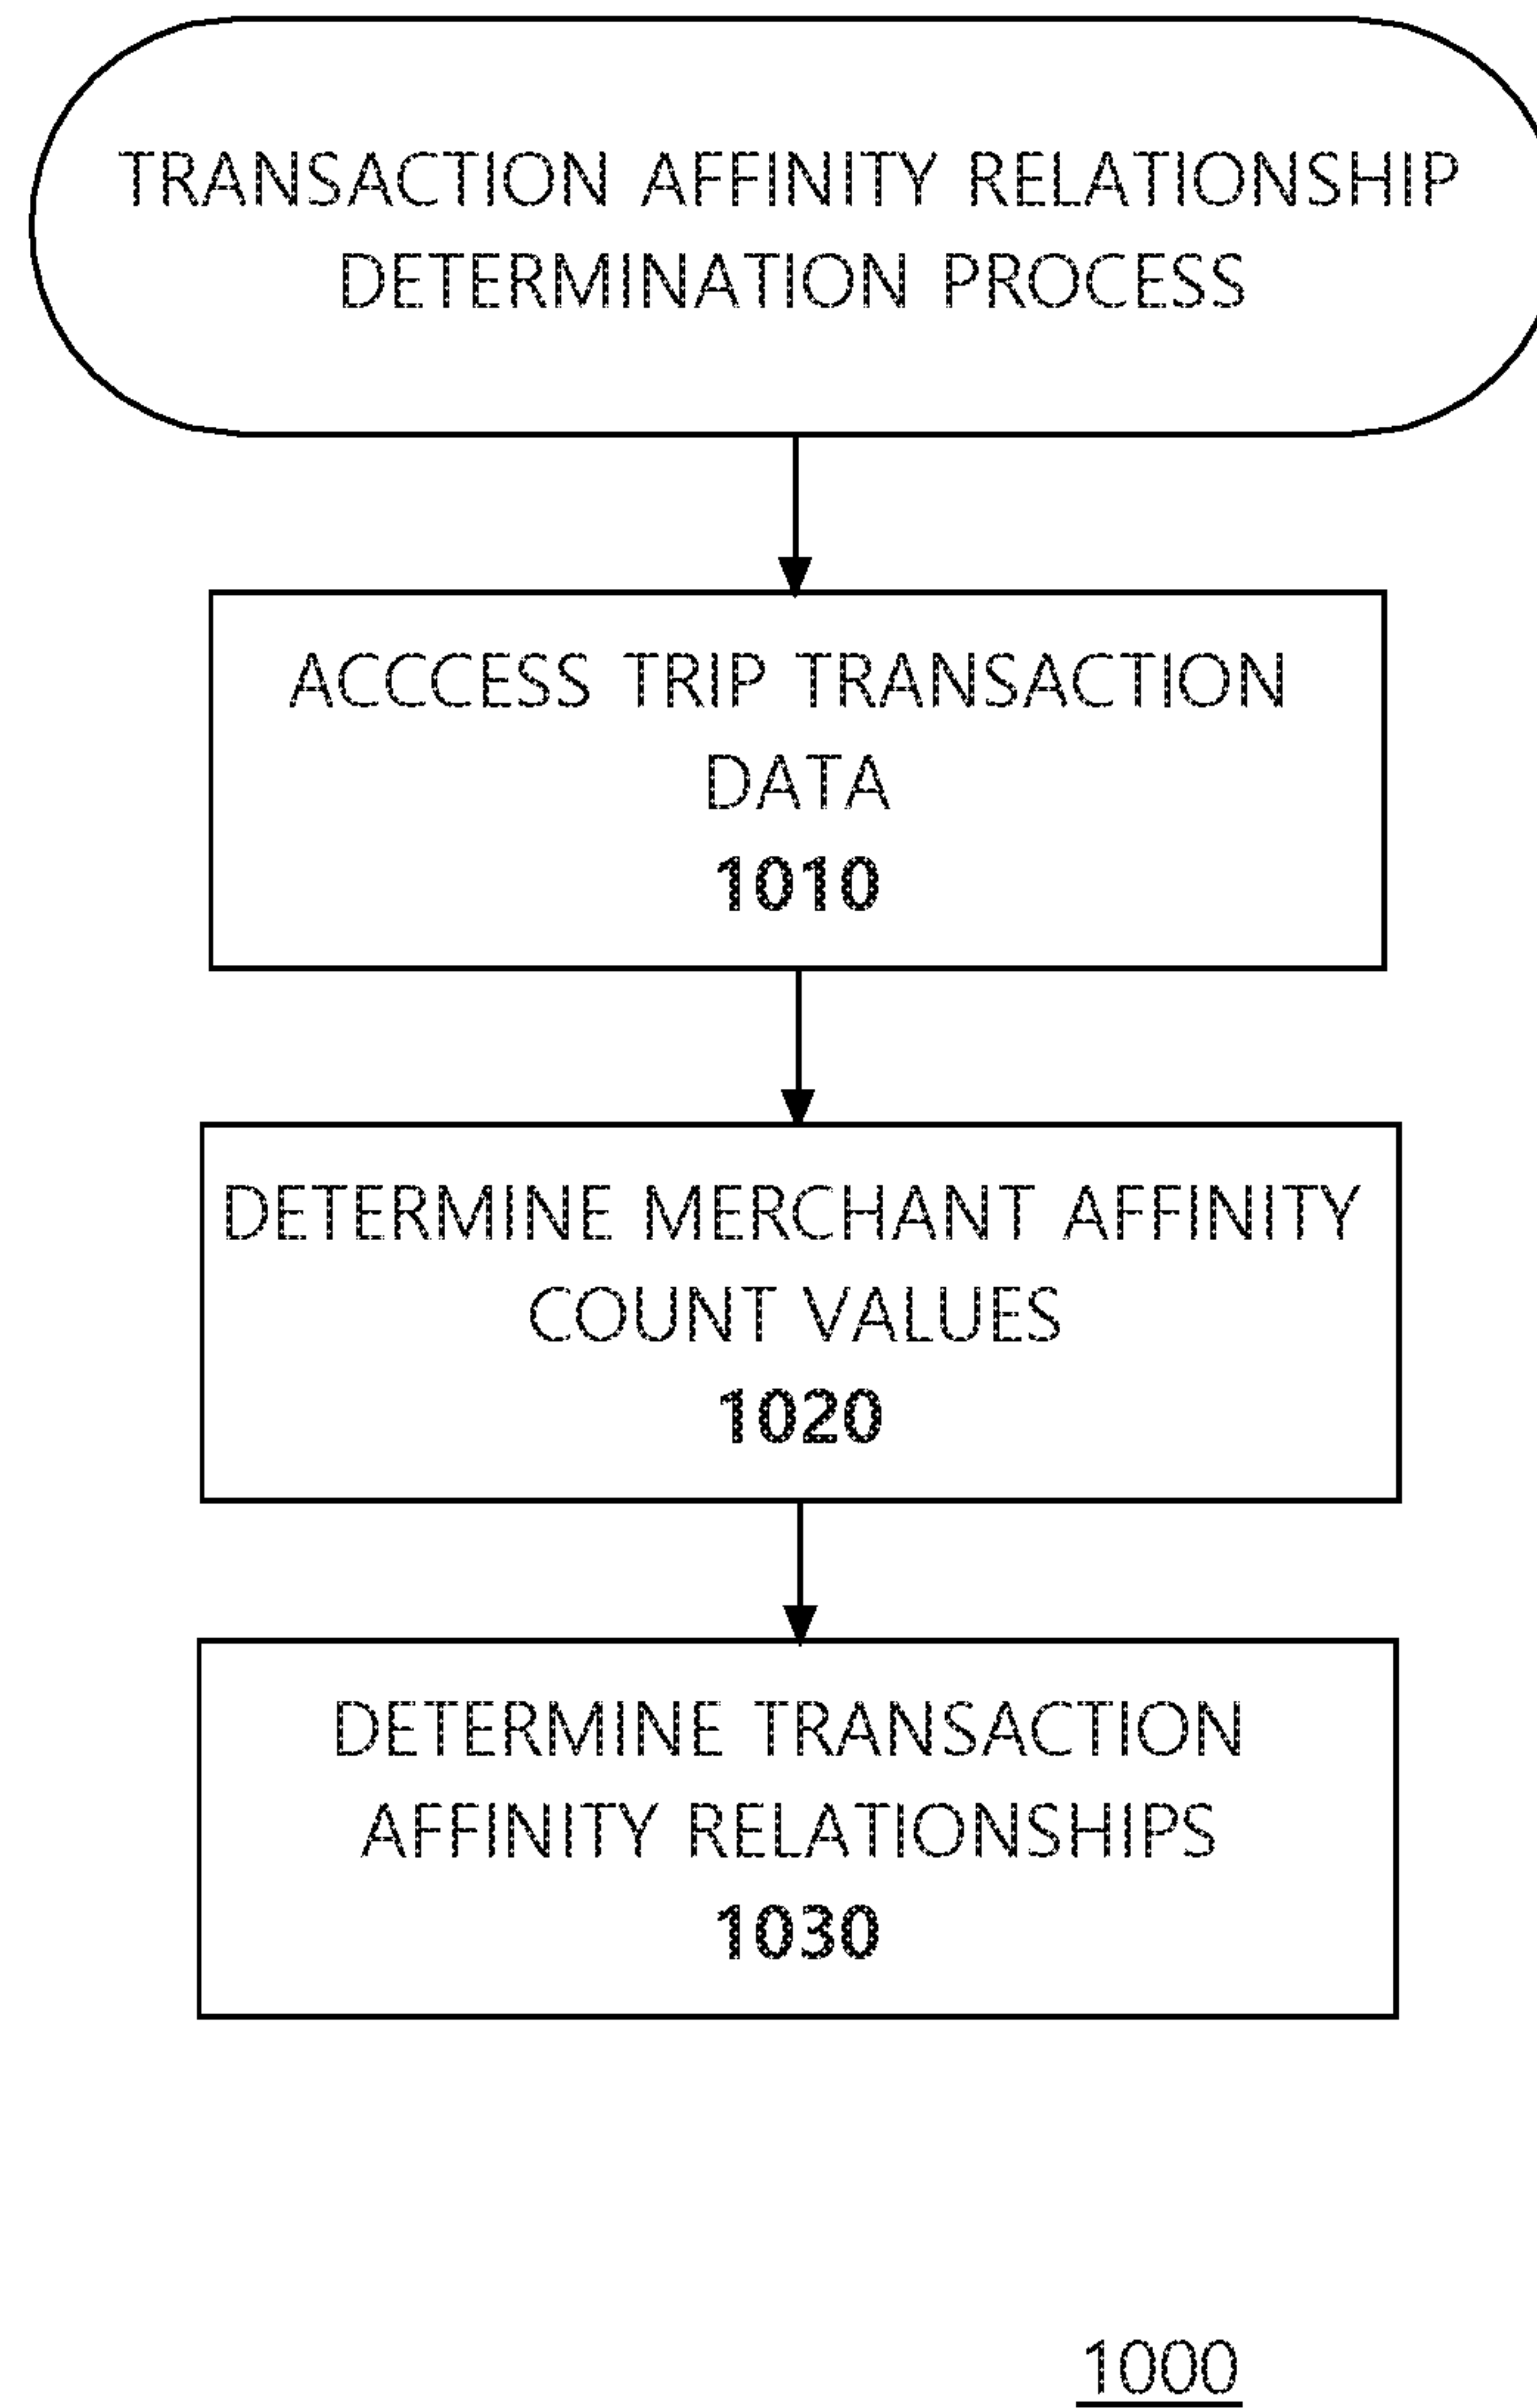 TRANSACTION AFFINITY RELATIONSHIP
DETERMINATION PROCESS
ACCCESS TRIP TRANSACTION
DATA
1010
DETERMINE MERCHANT AFFINITY
COUNT VALUES
1020
DETERMINE TRANSACTION
AFFINITY RELATIONSHIPS
1030
1000